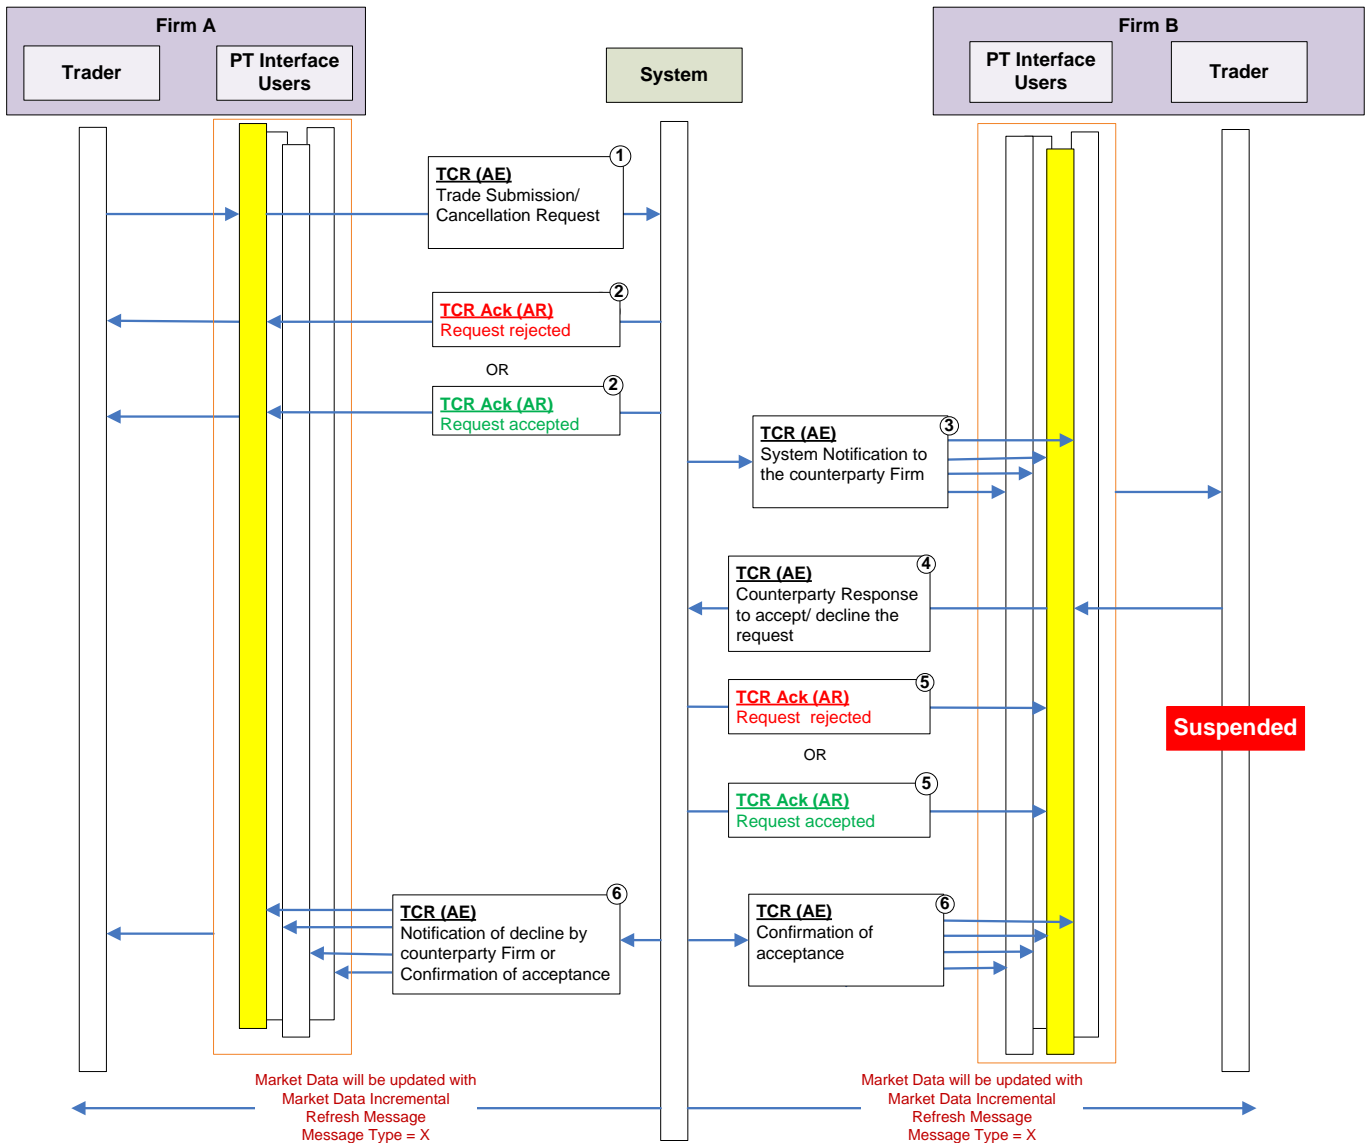 Firm A
Trader
PT Interface
Users
System
Firm B
PT Interface
Users
Trader
1
TCR (AE)
Trade Submission/
Cancellation Request
2
TCR Ack (AR)
Request rejected
OR
2
TCR Ack (AR)
Request accepted
3
TCR (AE)
System Notification to
the counterparty Firm
4
TCR (AE)
Counterparty Response
to accept/ decline the
request
5
TCR Ack (AR)
Request  rejected
Suspended
OR
5
TCR Ack (AR)
Request accepted
6
TCR (AE)
Notification of decline by
counterparty Firm or
Confirmation of acceptance
6
TCR (AE)
Confirmation of
acceptance
Market Data will be updated with
Market Data Incremental
Refresh Message
Message Type = X
Market Data will be updated with
Market Data Incremental
Refresh Message
Message Type = X